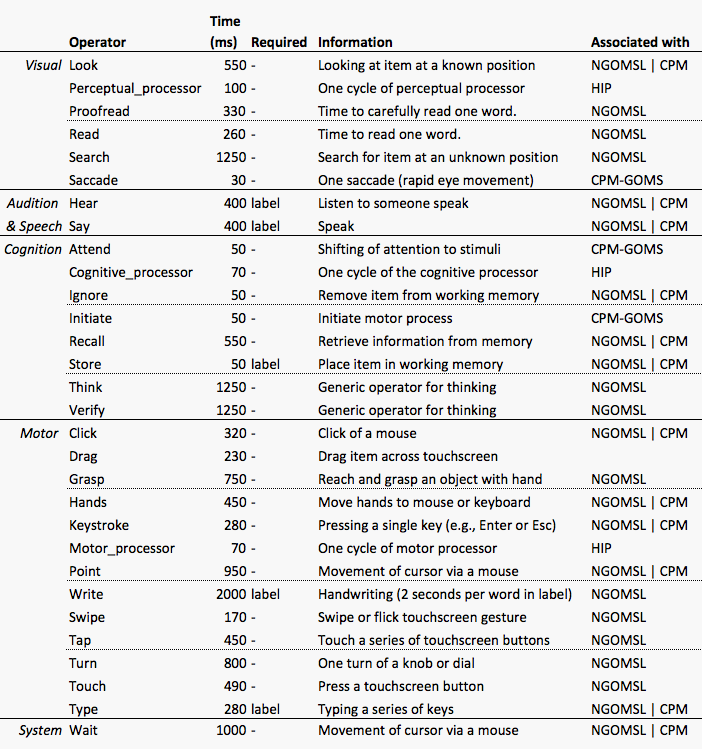 Time
Operator (ms) Required Information Associated with
Visual Look 550 - Looking at item at a known position NGOMSL | CPM
Perceptual_processor 100 - One cycle of perceptual processor HIP
Proofread 330 - Time to carefully read one word. NGOMSL
Read 260 - Time to read one word. NGOMSL
Search 1250 - Search for item at an unknown position NGOMSL
Saccade 30 - One saccade (rapid eye movement) CPM-GOMS
Audition Hear 400 label Listen to someone speak NGOMSL | CPM
& Speech Say 400 label Speak NGOMSL | CPM
Cognition Attend 50 - Shifting of attention to stimuli CPM-GOMS
Cognitive_processor 70 - One cycle of the cognitive processor HIP
Ignore 50 - Remove item from working memory NGOMSL | CPM
Initiate 50 - Initiate motor process CPM-GOMS
Recall 550 - Retrieve information from memory NGOMSL | CPM
Store 50 label Place item in working memory NGOMSL | CPM
Think 1250 - Generic operator for thinking NGOMSL
Verify 1250 - Generic operator for thinking NGOMSL
Motor Click 320 - Click of a mouse NGOMSL | CPM
Drag 230 - Drag item across touchscreen
Grasp 750 - Reach and grasp an object with hand NGOMSL
Hands 450 - Move hands to mouse or keyboard NGOMSL | CPM
Keystroke 280 - Pressing a single key (e.g., Enter or Esc) NGOMSL | CPM
Motor_processor 70 - One cycle of motor processor HIP
Point 950 - Movement of cursor via a mouse NGOMSL | CPM
Write 2000 label Handwriting (2 seconds per word in label) NGOMSL
Swipe 170 - Swipe or flick touchscreen gesture NGOMSL
Tap 450 - Touch a series of touchscreen buttons NGOMSL
Turn 800 - One turn of a knob or dial NGOMSL
Touch 490 - Press a touchscreen button NGOMSL
Type 280 label Typing a series of keys NGOMSL | CPM
System Wait 1000 - Movement of cursor via a mouse NGOMSL | CPM